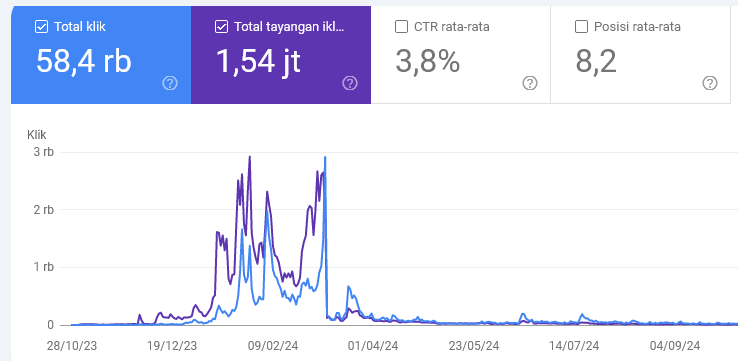 Total klik
58,4 rb
Total tayangan ikl...
1,54 jt
CTR rata-rata
3,8%
Posisi rata-rata
8,2
Klik
3 rb
2 rb
1 rb
0
28/10/23 19/12/23 09/02/24 01/04/24 23/05/24 14/07/24 04/09/24